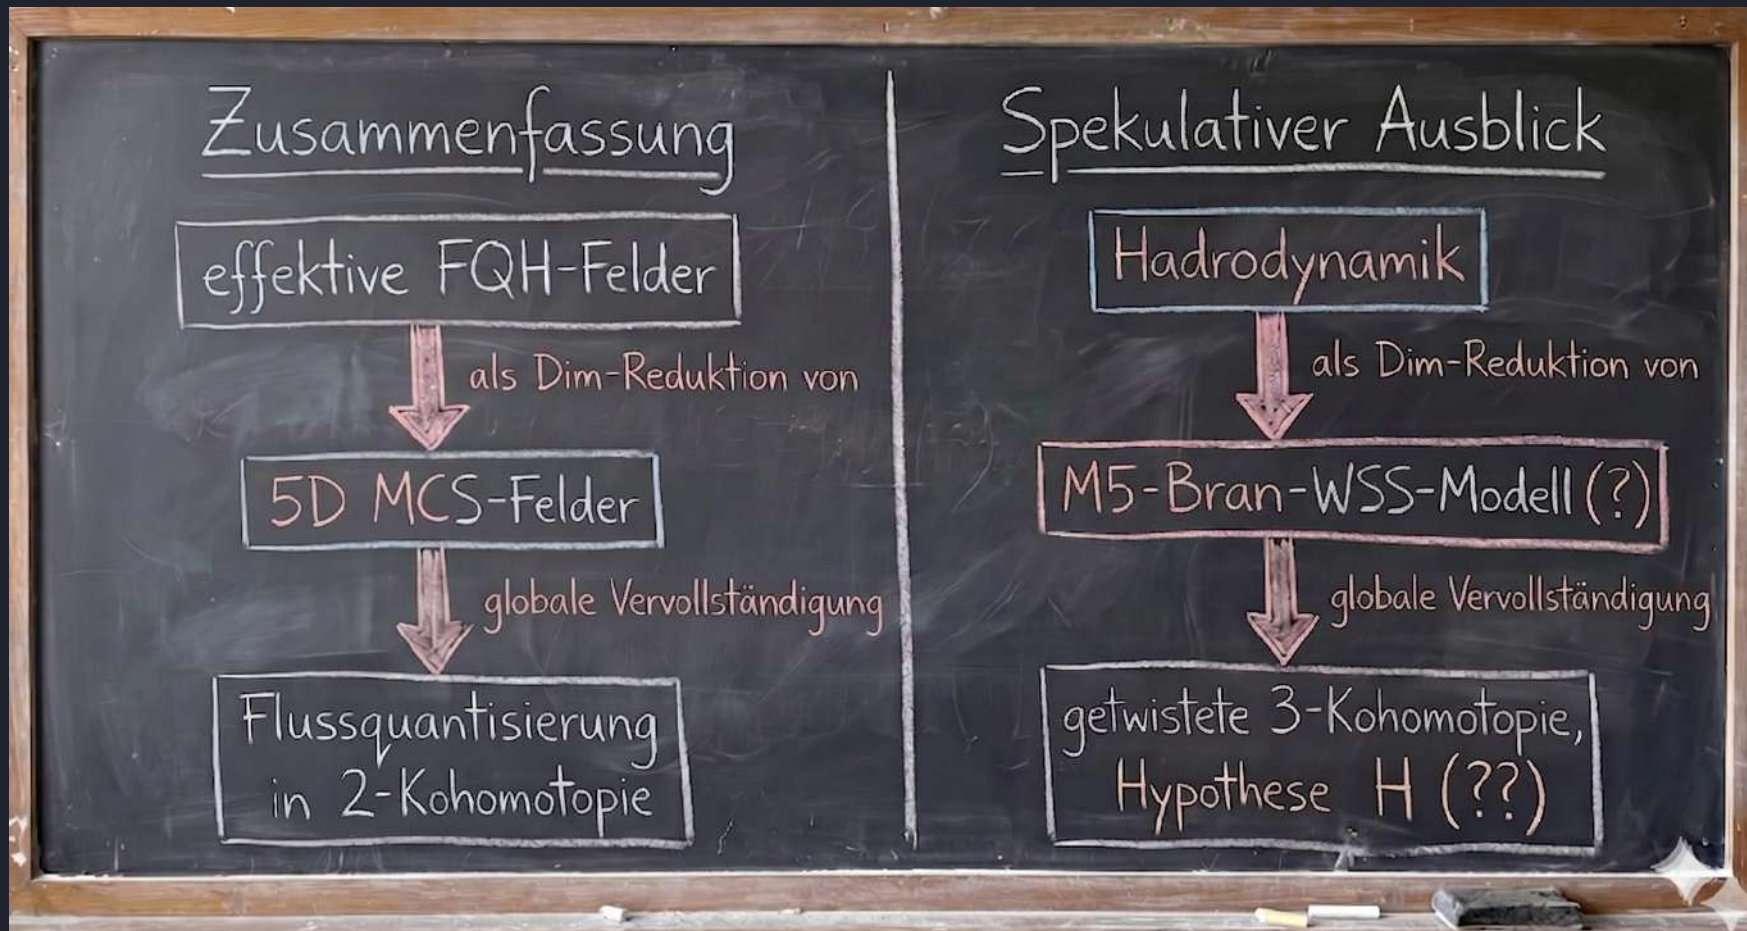 Zusammenfassung
effektive FQH-Felder
als Dim-Reduktion von
5D MCS-Felder
globale Vervollständigung
Flussquantisierung
in 2-Kohomotopie
Spekulativer Ausblick
Hadrodynamik
als Dim-Reduktion von
M5-Bran-WSS-Modell (?)
globale Vervollständigung
getwistete 3-Kohomotopie,
Hypothese H (??)